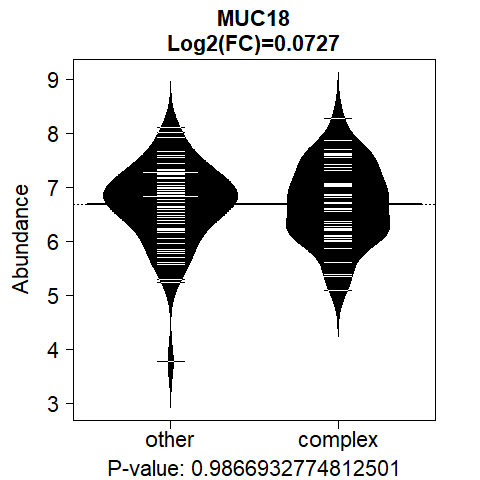 MUC18
Log2(FC)=0.0727
Abundance
9
8
7
6
5
4
3
other complex
P-value: 0.9866932774812501